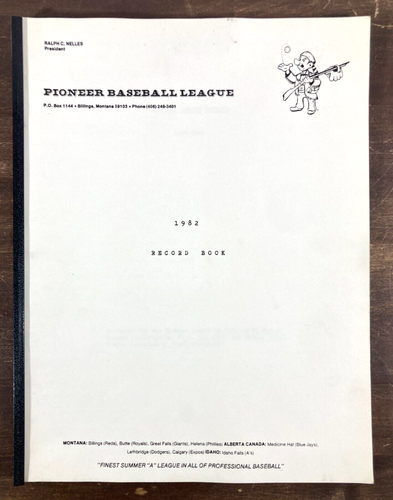 RALPH C. NELLES
President
PIONEER BASEBALL LEAGUE
P.O. Box 1144 • Billings, Montana 59103 • Phone (406) 248-3401
1982
RECORD BOOK
MONTANA: Billings (Reds), Butte (Royals), Great Falls (Giants), Helena (Phillies) ALBERTA CANADA: Medicine Hat (Blue Jays),
Lethbridge (Dodgers), Calgary (Expos) IDAHO: Idaho Falls (A's)
"FINEST SUMMER "A" LEAGUE IN ALL OF PROFESSIONAL BASEBALL"